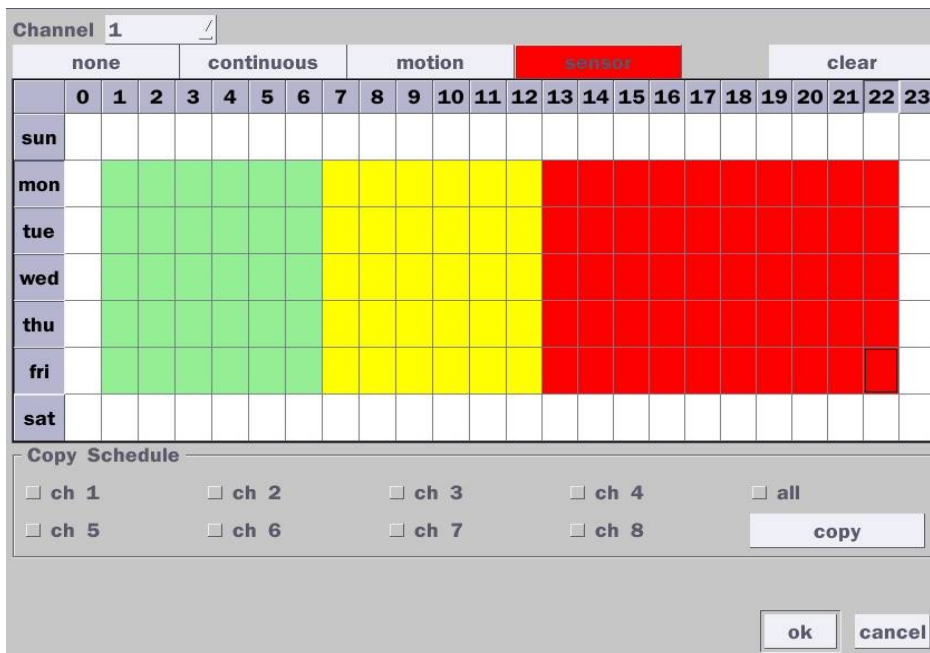 Channel 1
none continuous motion sensor clear
0 1 2 3 4 5 6 7 8 9 10 11 12 13 14 15 16 17 18 19 20 21 22 23
sun
mon
tue
wed
thu
fri
sat
Copy Schedule
ch 1 ch 2 ch 3 ch 4 all
ch 5 ch 6 ch 7 ch 8 copy
ok cancel